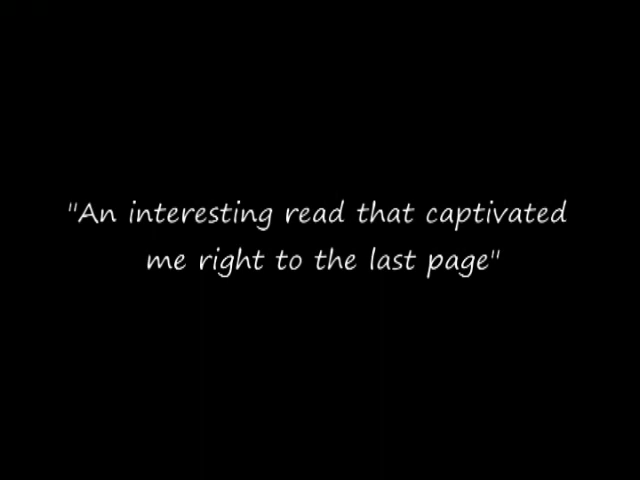 "An interesting read that captivated
me right to the last page"